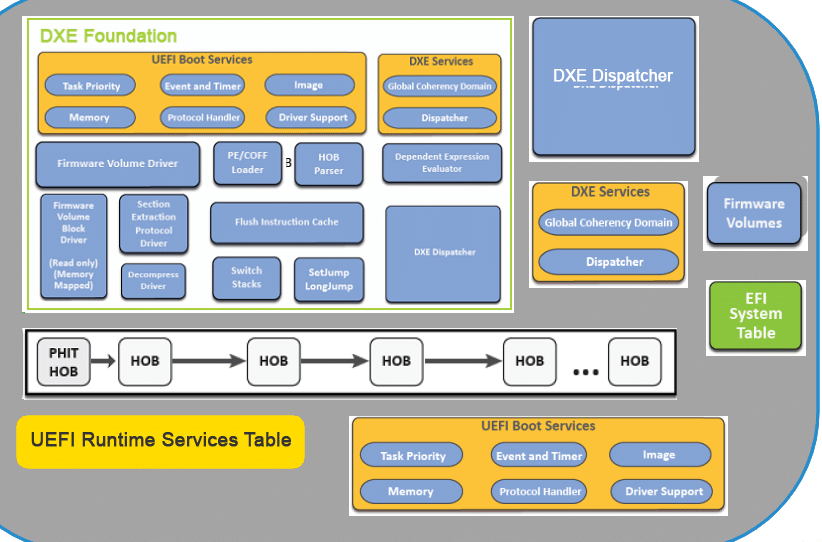 DXE Foundation
UEFI Boot Services
Task Priority
Event and Timer
Image
Memory
Protocol Handler
Driver Support
DXE Services
Global Coherency Domain
Dispatcher
Firmware Volume Driver
PE/COFF
Loader
B
HOB
Parser
Dependent Expression
Evaluator
Firmware
Volume
Block
Driver
(Read only)
(Memory
Mapped)
Section
Extraction
Protocol
Driver
Decompress
Driver
Flush Instruction Cache
Switch
Stacks
SetJump
LongJump
DXE Dispatcher
DXE Dispatcher
DXE Services
Global Coherency Domain
Dispatcher
Firmware
Volumes
EFI
System
Table
PHIT
HOB
HOB
HOB
HOB
HOB
...
HOB
UEFI Runtime Services Table
UEFI Boot Services
Task Priority
Event and Timer
Image
Memory
Protocol Handler
Driver Support